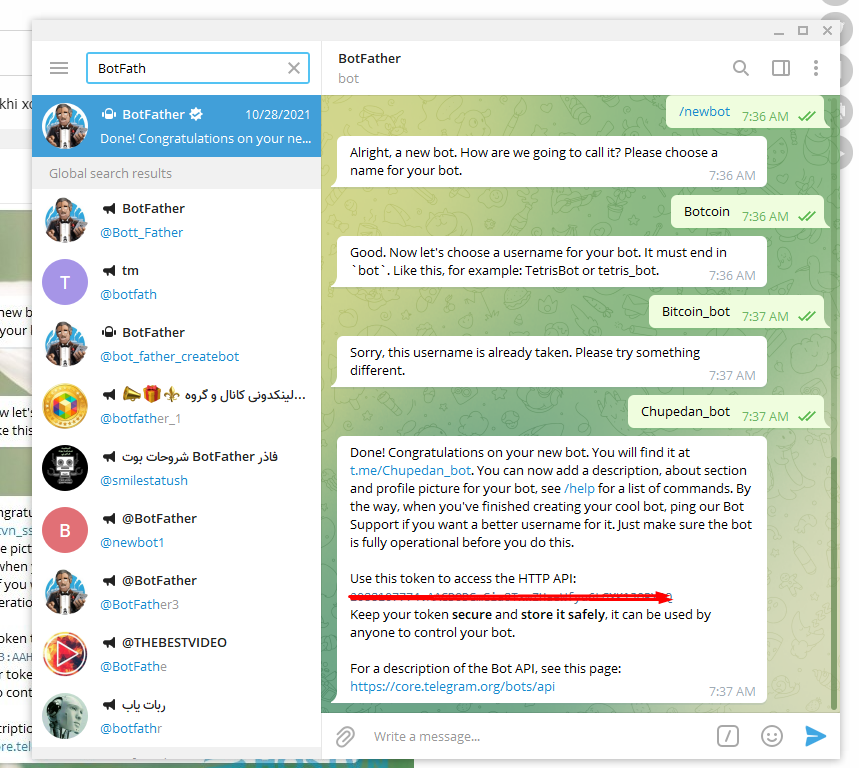 BotFath
BotFather
10/28/2021
Done! Congratulations on your ne...
Global search results
BotFather
@Bott_Father
T
tm
@botfath
BotFather
@bot_father_createbot
لینکدونی کانال و گروه...
@botfather_1
فاذر BotFather شروحات بوت
@smilestatush
B
@BotFather
@newbot1
@BotFather
@BotFather3
@THEBESTVIDEO
@BotFathe
ربات یاب
@botfathr
BotFather
bot
/newbot
7:36 AM
Alright, a new bot. How are we going to call it? Please choose a
name for your bot.
7:36 AM
Botcoin
7:36 AM
Good. Now let's choose a username for your bot. It must end in
`bot`. Like this, for example: TetrisBot or tetris_bot.
7:36 AM
Bitcoin_bot
7:37 AM
Sorry, this username is already taken. Please try something
different.
7:37 AM
Chupedan_bot
7:37 AM
Done! Congratulations on your new bot. You will find it at
t.me/Chupedan_bot. You can now add a description, about section
and profile picture for your bot, see /help for a list of commands. By
the way, when you've finished creating your cool bot, ping our Bot
Support if you want a better username for it. Just make sure the bot
is fully operational before you do this.
Use this token to access the HTTP API:
Keep your token secure and store it safely, it can be used by
anyone to control your bot.
For a description of the Bot API, see this page:
https://core.telegram.org/bots/api
7:37 AM
Write a message...